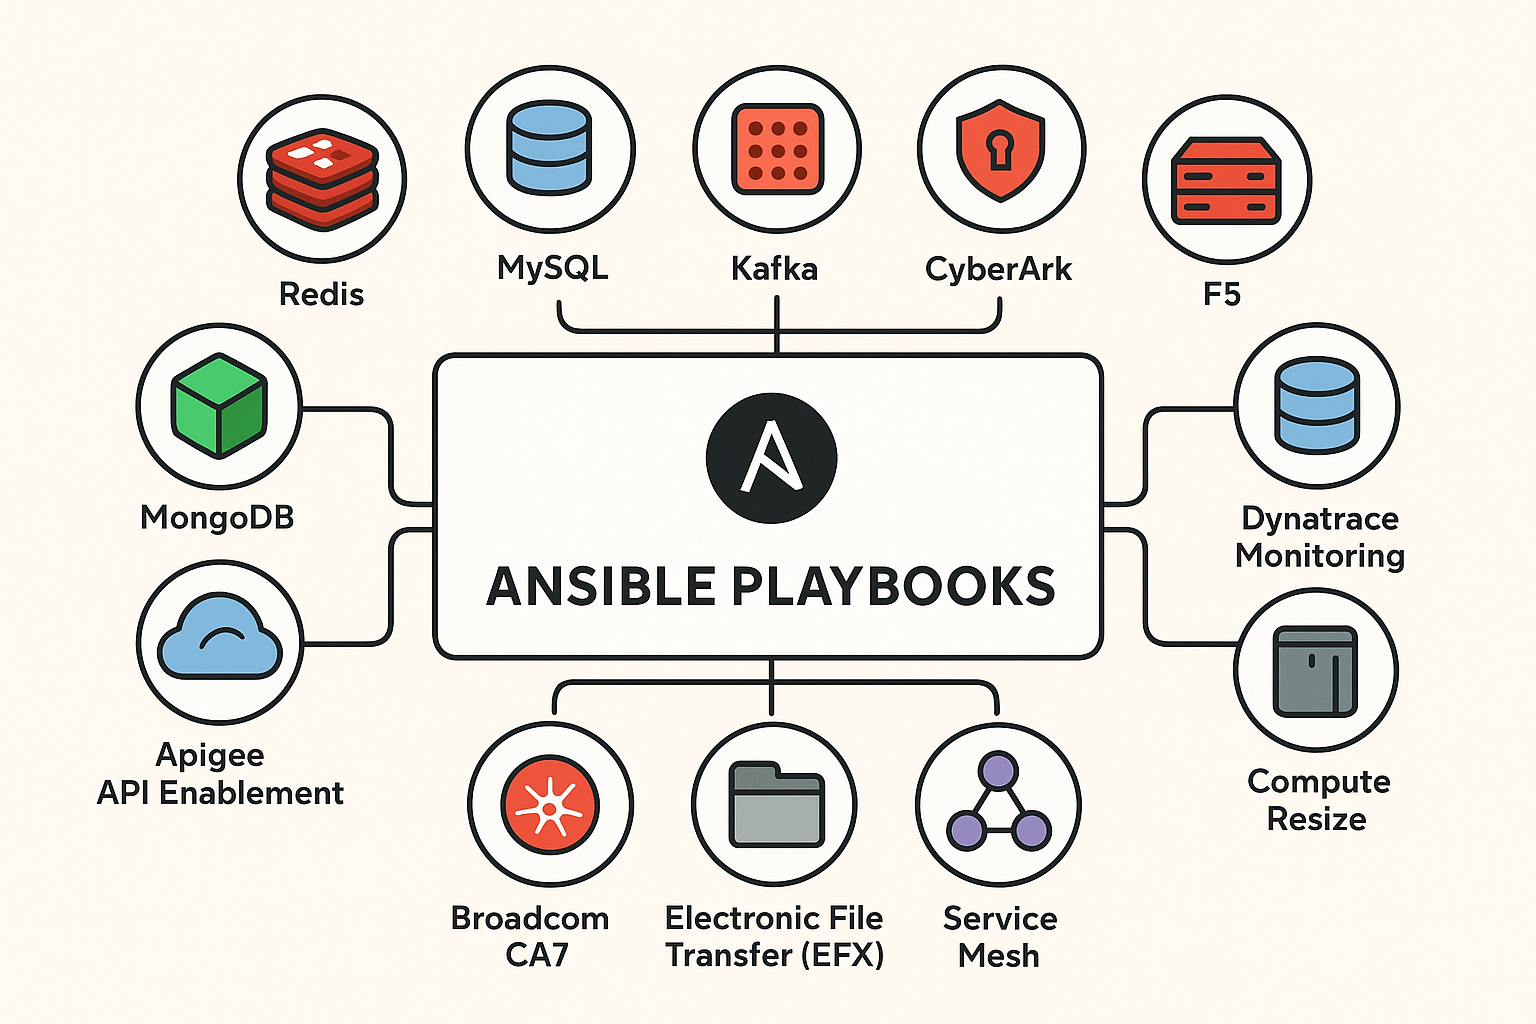 Redis
MySQL
Kafka
CyberArk
F5
MongoDB
ANSIBLE PLAYBOOKS
Dynatrace
Monitoring
Apigee
API Enablement
Compute
Resize
Broadcom
CA7
Electronic File
Transfer (EFX)
Service
Mesh